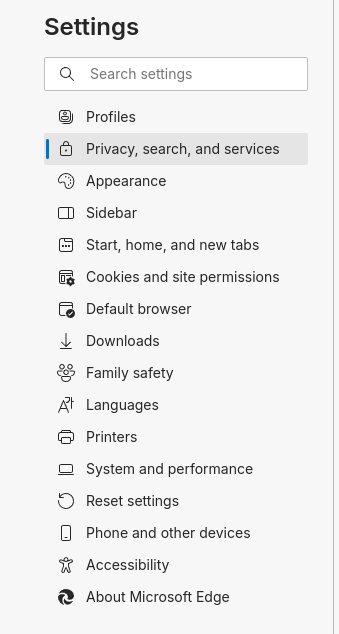 Settings
Search settings
Profiles
Privacy, search, and services
Appearance
Sidebar
Start, home, and new tabs
Cookies and site permissions
Default browser
Downloads
Family safety
Languages
Printers
System and performance
Reset settings
Phone and other devices
Accessibility
About Microsoft Edge